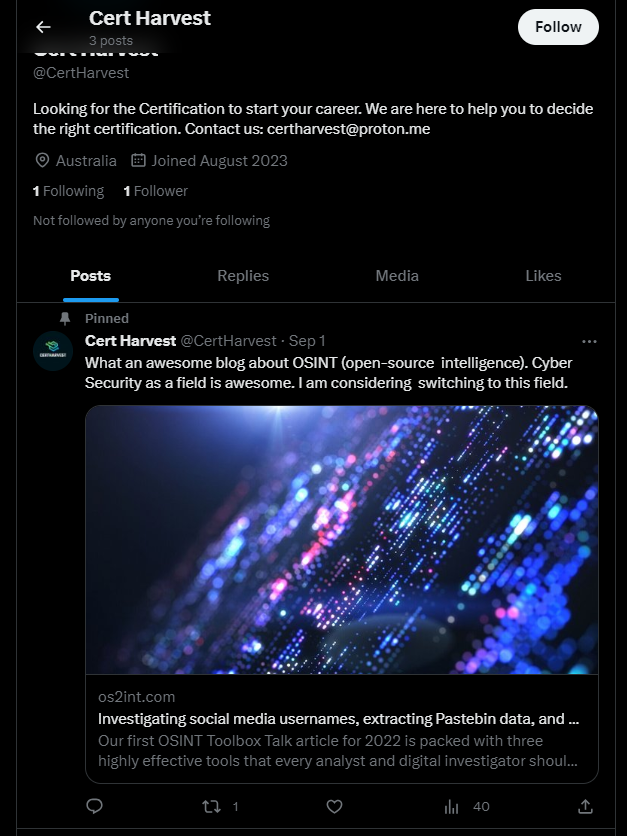 Cert Harvest
3 posts
Follow
Cert Harvest
@CertHarvest
Looking for the Certification to start your career. We are here to help you to decide
the right certification. Contact us: certharvest@proton.me
Australia Joined August 2023
1 Following 1 Follower
Not followed by anyone you’re following
Posts Replies Media Likes
Pinned
Cert Harvest @CertHarvest · Sep 1
CERTHARVEST
What an awesome blog about OSINT (open-source intelligence). Cyber
Security as a field is awesome. I am considering switching to this field.
os2int.com
Investigating social media usernames, extracting Pastebin data, and ...
Our first OSINT Toolbox Talk article for 2022 is packed with three
highly effective tools that every analyst and digital investigator shoul...
1 40